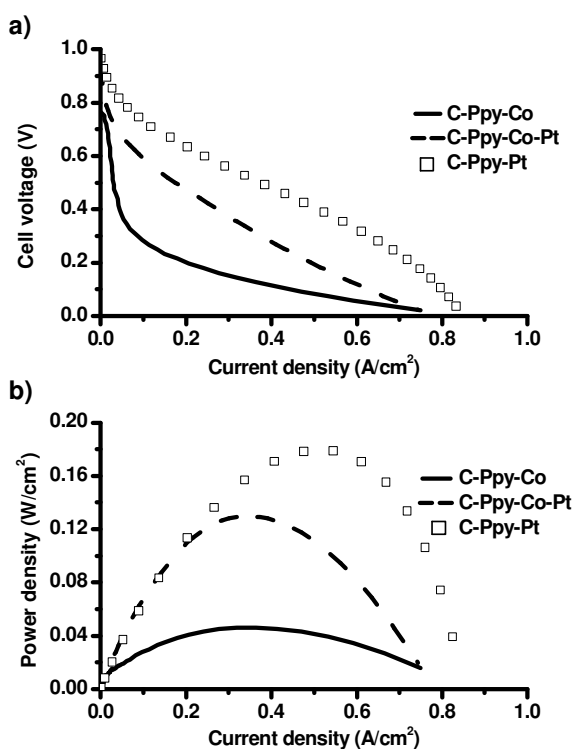 a)
1.0
0.8
0.6
0.4
0.2
0.0
Cell voltage (V)
C-Ppy-Co
C-Ppy-Co-Pt
C-Ppy-Pt
0.0 0.2 0.4 0.6 0.8 1.0
Current density (A/cm²)
b)
0.20
0.16
0.12
0.08
0.04
0.00
Power density (W/cm²)
C-Ppy-Co
C-Ppy-Co-Pt
C-Ppy-Pt
0.0 0.2 0.4 0.6 0.8 1.0
Current density (A/cm²)